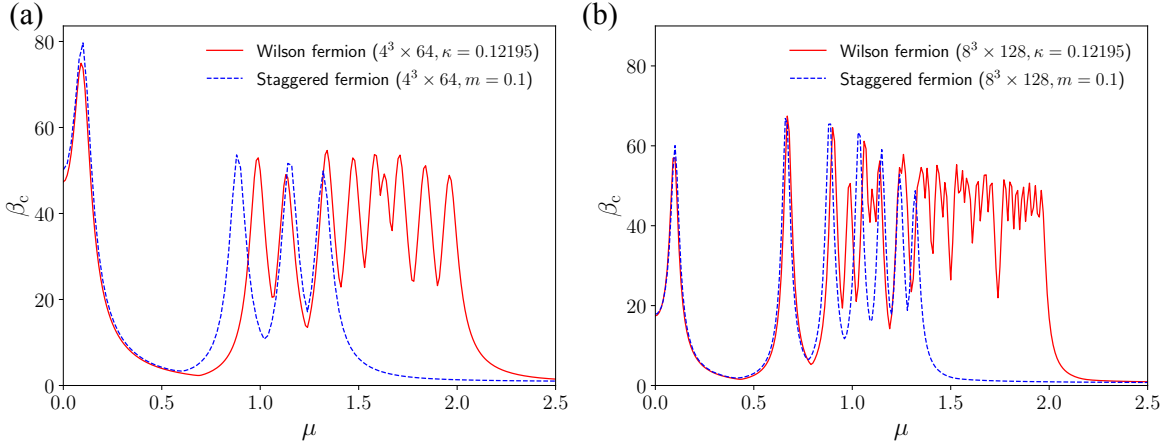 (a)
Wilson fermion (4³ × 64, κ = 0.12195)
Staggered fermion (4³ × 64, m = 0.1)
80
60
40
20
0
βc
0.0 0.5 1.0 1.5 2.0 2.5
μ
(b)
Wilson fermion (8³ × 128, κ = 0.12195)
Staggered fermion (8³ × 128, m = 0.1)
80
60
40
20
0
βc
0.0 0.5 1.0 1.5 2.0 2.5
μ